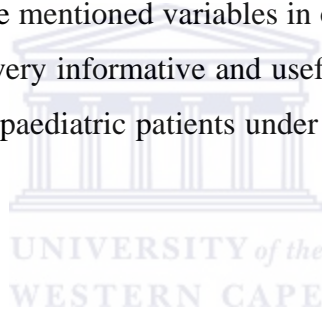 e mentioned variables in
very informative and usef
paediatric patients under
UNIVERSITY of the
WESTERN CAPE